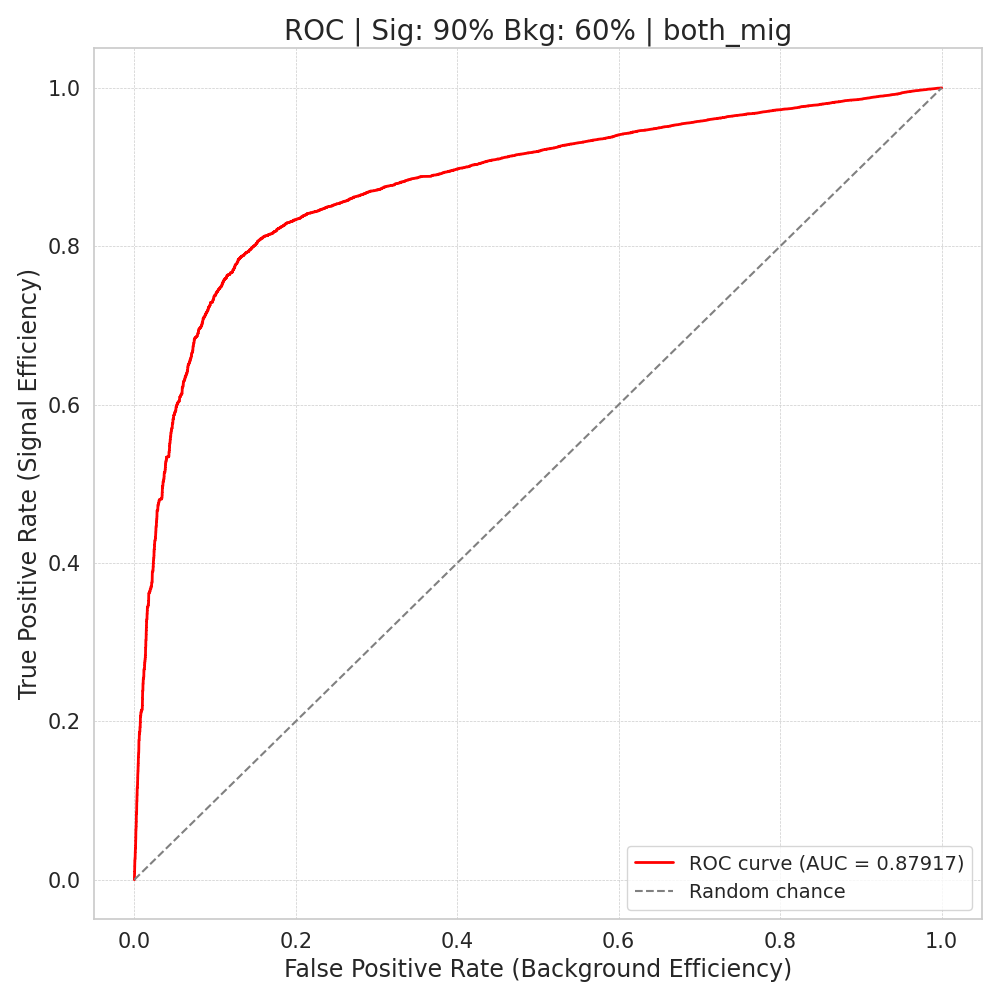 ROC | Sig: 90% Bkg: 60% | both_mig
True Positive Rate (Signal Efficiency)
1.0
0.8
0.6
0.4
0.2
0.0
ROC curve (AUC = 0.87917)
Random chance
0.0 0.2 0.4 0.6 0.8 1.0
False Positive Rate (Background Efficiency)